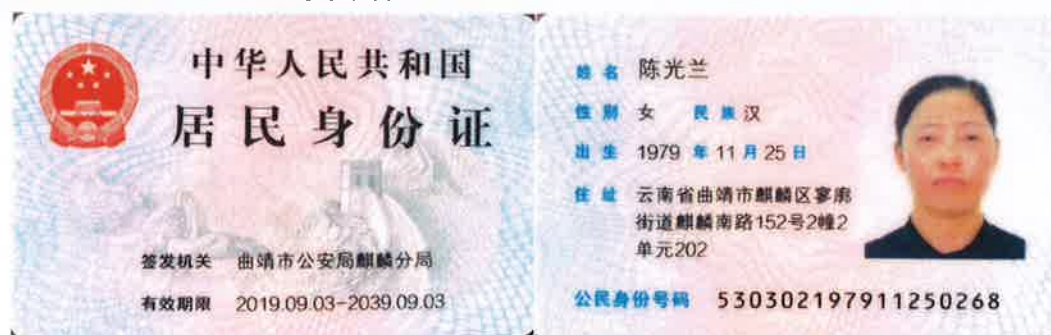 中华人民共和国
居民身份证
签发机关 曲靖市公安局麒麟分局
有效期限 2019.09.03-2039.09.03
姓名 陈光兰
性别 女 民族 汉
出生 1979 年 11 月 25 日
住址 云南省曲靖市麒麟区寥廓
街道麒麟南路152号2幢2
单元202
公民身份号码 530302197911250268